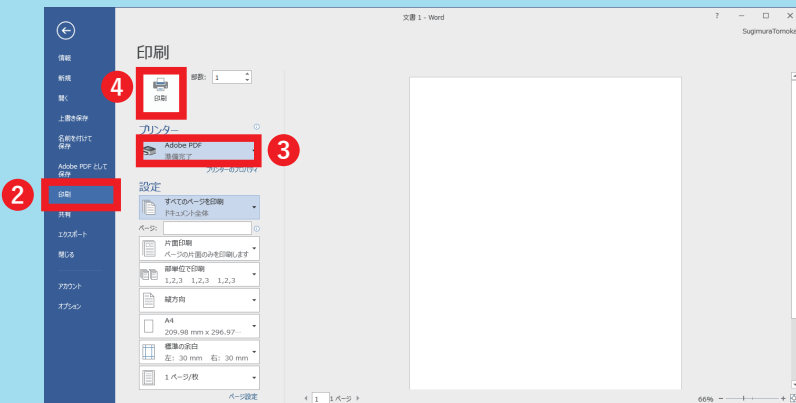 文書 1 - Word
?
SugimuraTomoka
情報
新規
開く
上書き保存
名前を付けて
保存
Adobe PDF として
保存
2
印刷
共有
エクスポート
閉じる
アカウント
オプション
印刷
4
印刷
部数: 1
プリンター
Adobe PDF
準備完了
3
プリンターのプロパティ
設定
すべてのページを印刷
ドキュメント全体
ページ:
片面印刷
ページの片面のみを印刷します
部単位で印刷
1,2,3 1,2,3 1,2,3
縦方向
A4
209.98 mm x 296.97…
標準の余白
左: 30 mm 右: 30 mm
1 ページ/枚
ページ設定
1 1 ページ
66%